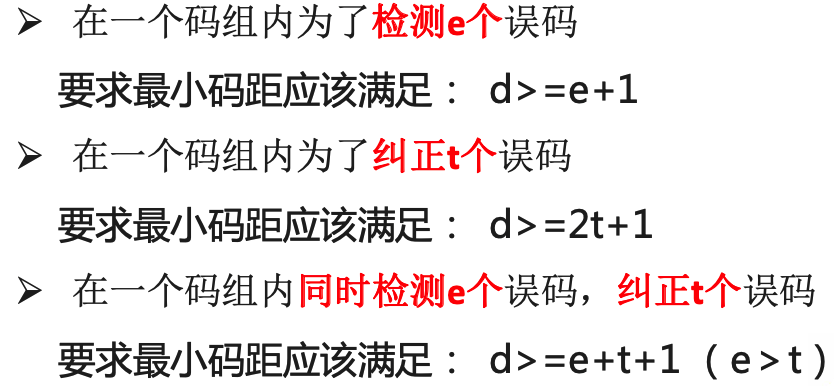 ➢ 在一个码组内为了检测e个误码
要求最小码距应该满足： d>=e+1
➢ 在一个码组内为了纠正t个误码
要求最小码距应该满足： d>=2t+1
➢ 在一个码组内同时检测e个误码，纠正t个误码
要求最小码距应该满足： d>=e+t+1（e>t）